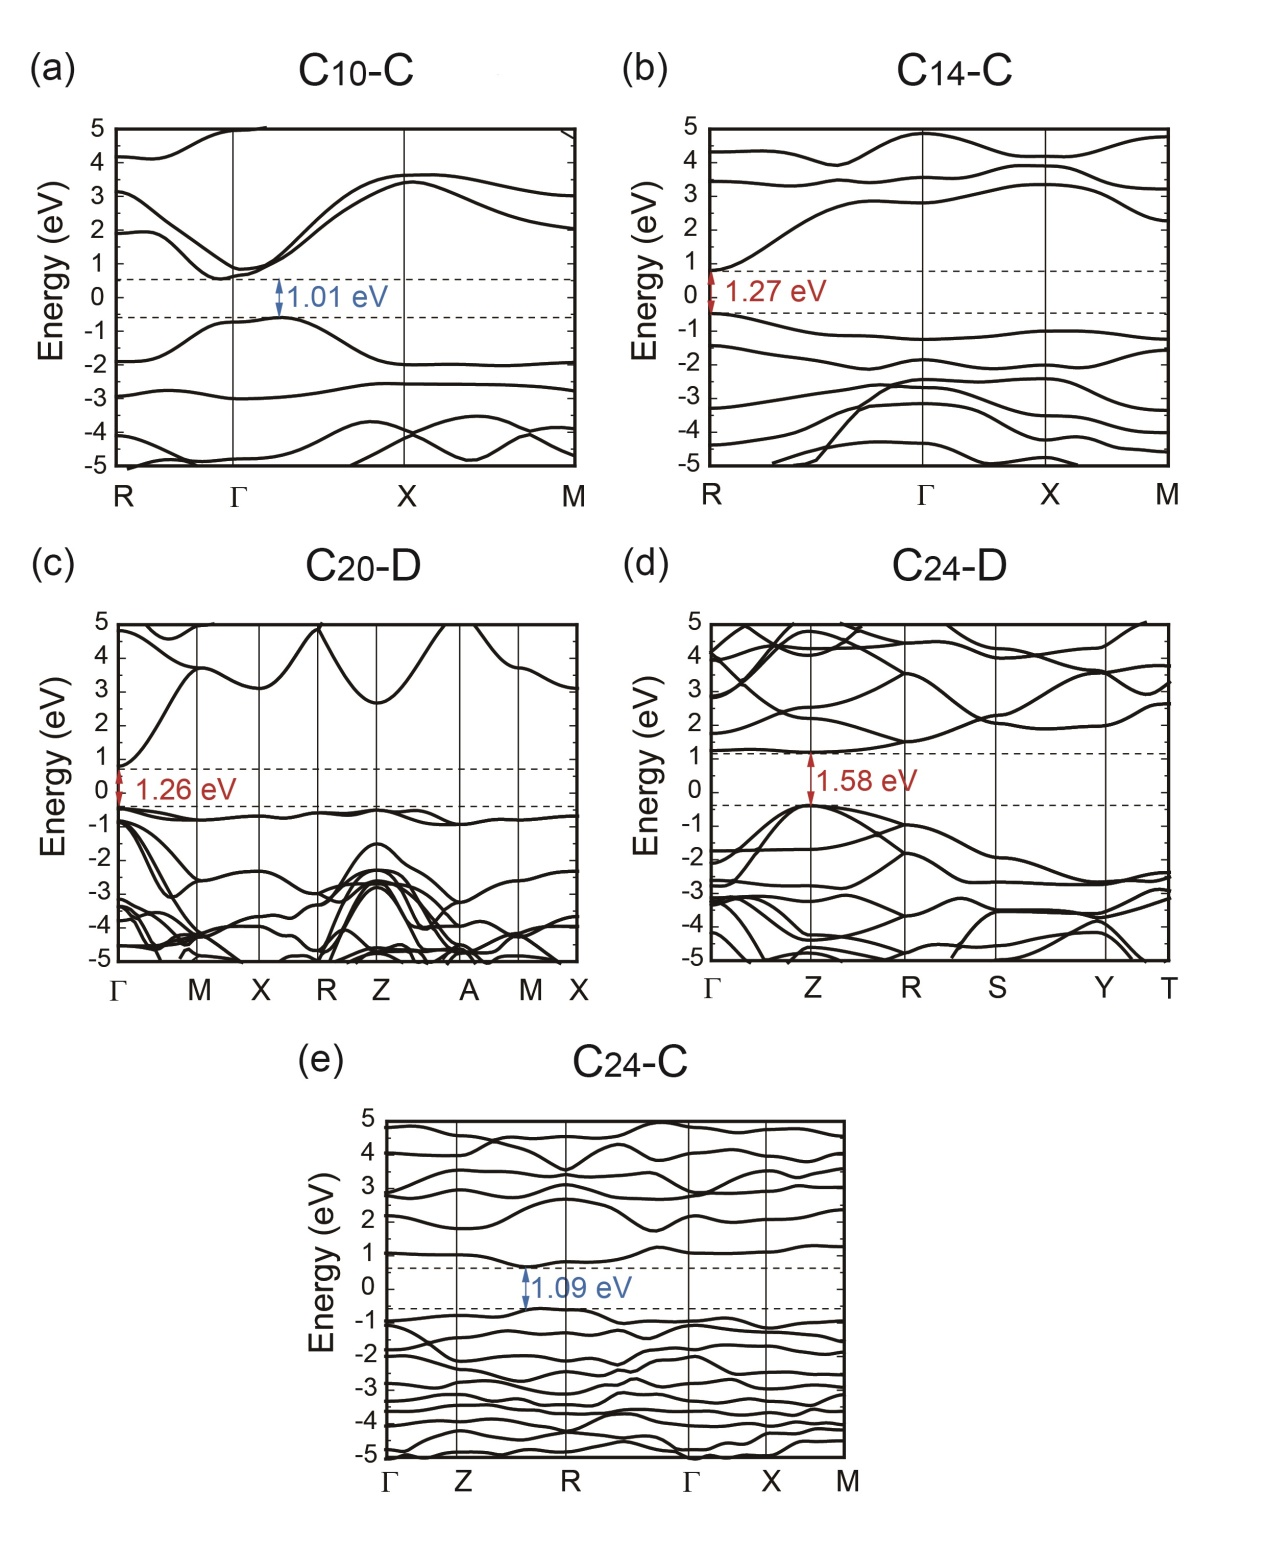 (a) C10-C
5
4
3
2
1
0
-1
-2
-3
-4
-5
Energy (eV)
1.01 eV
R Γ X M
(b) C14-C
5
4
3
2
1
0
-1
-2
-3
-4
-5
Energy (eV)
1.27 eV
R Γ X M
(c) C20-D
5
4
3
2
1
0
-1
-2
-3
-4
-5
Energy (eV)
1.26 eV
Γ M X R Z A M X
(d) C24-D
5
4
3
2
1
0
-1
-2
-3
-4
-5
Energy (eV)
1.58 eV
Γ Z R S Y T
(e) C24-C
5
4
3
2
1
0
-1
-2
-3
-4
-5
Energy (eV)
1.09 eV
Γ Z R Γ X M